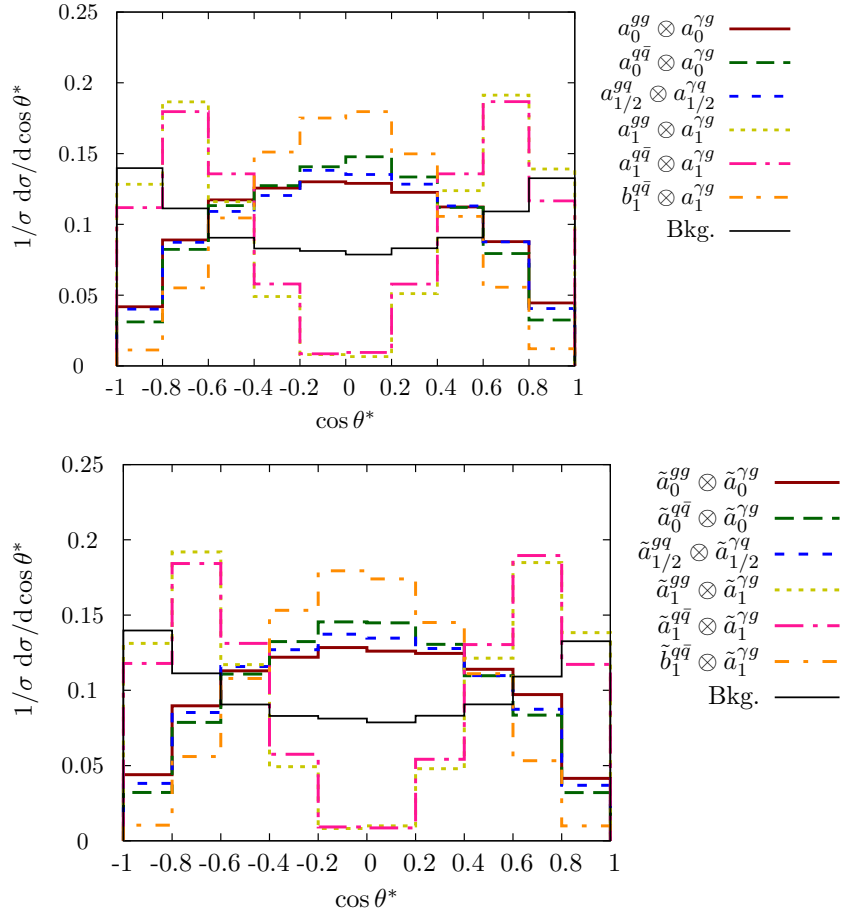 0.25
0.2
0.15
0.1
0.05
0
1/σ dσ/d cos θ*
-1 -0.8 -0.6 -0.4 -0.2 0 0.2 0.4 0.6 0.8 1
cos θ*
a_0^{gg} ⊗ a_0^{γg}
a_0^{qq̄} ⊗ a_0^{γg}
a_{1/2}^{gq} ⊗ a_{1/2}^{γq}
a_1^{gg} ⊗ a_1^{γg}
a_1^{qq̄} ⊗ a_1^{γg}
b_1^{qq̄} ⊗ a_1^{γg}
Bkg.
0.25
0.2
0.15
0.1
0.05
0
1/σ dσ/d cos θ*
-1 -0.8 -0.6 -0.4 -0.2 0 0.2 0.4 0.6 0.8 1
cos θ*
ã_0^{gg} ⊗ ã_0^{γg}
ã_0^{qq̄} ⊗ ã_0^{γg}
ã_{1/2}^{gq} ⊗ ã_{1/2}^{γq}
ã_1^{gg} ⊗ ã_1^{γg}
ã_1^{qq̄} ⊗ ã_1^{γg}
b̃_1^{qq̄} ⊗ ã_1^{γg}
Bkg.